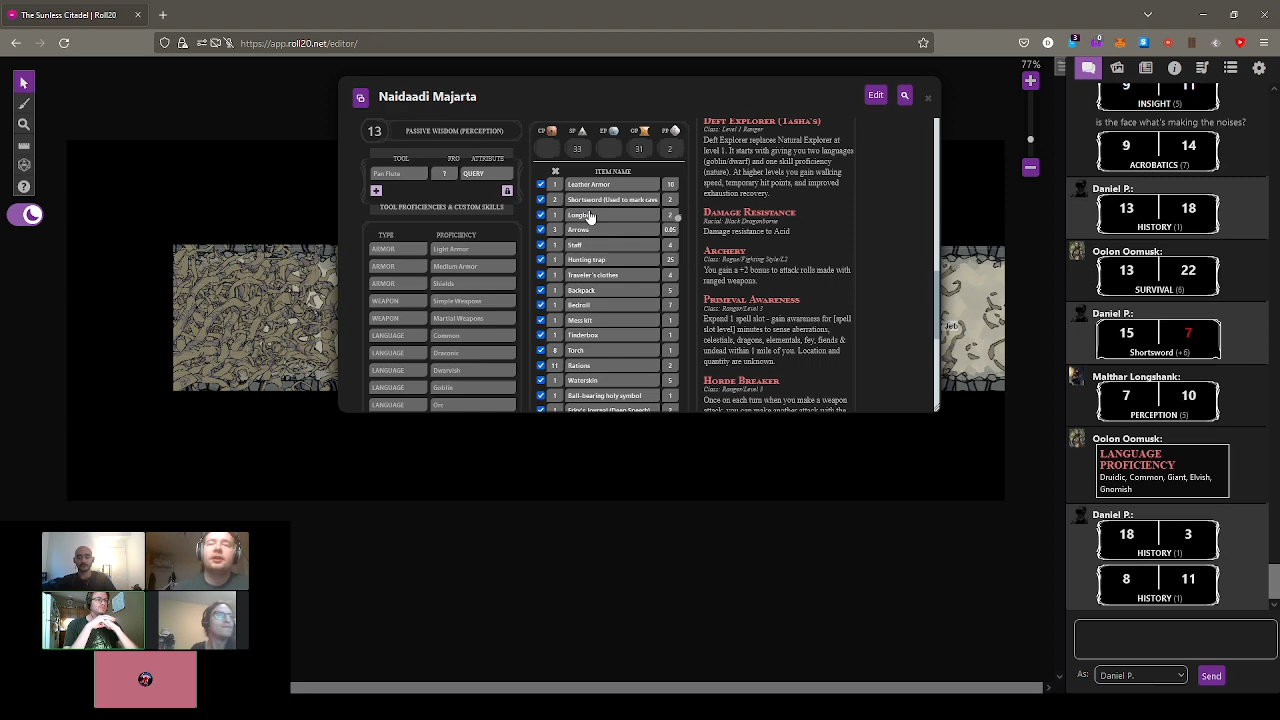 The Sunless Citadel | Roll20
https://app.roll20.net/editor/
77%
Naidaadi Majarta
Edit
13 PASSIVE WISDOM (PERCEPTION)
TOOL PRO ATTRIBUTE
Pan Flute ? QUERY
TOOL PROFICIENCIES & CUSTOM SKILLS
TYPE PROFICIENCY
ARMOR Light Armor
ARMOR Medium Armor
ARMOR Shields
WEAPON Simple Weapons
WEAPON Martial Weapons
LANGUAGE Common
LANGUAGE Draconic
LANGUAGE Dwarvish
LANGUAGE Goblin
LANGUAGE Orc
CP SP EP GP PP
33 31 2
ITEM NAME
1 Leather Armor 10
2 Shortsword (Used to mark cave 2
1 Longbow 2
3 Arrows 0.05
1 Staff 4
1 Hunting trap 25
1 Traveler's clothes 4
1 Backpack 5
1 Bedroll 7
1 Mess kit 1
1 Tinderbox 1
8 Torch 1
11 Rations 2
1 Waterskin 5
1 Ball-bearing holy symbol 1
DEFT EXPLORER (TASHA'S)
Class: Level 1 Ranger
Deft Explorer replaces Natural Explorer at
level 1. It starts with giving you two languages
(goblin/dwarf) and one skill proficiency
(nature). At higher levels you gain walking
speed, temporary hit points, and improved
exhaustion recovery.
DAMAGE RESISTANCE
Racial: Black Dragonborne
Damage resistance to Acid
ARCHERY
Class: Rogue/Fighting Style/L2
You gain a +2 bonus to attack rolls made with
ranged weapons.
PRIMEVAL AWARENESS
Class: Ranger/Level 3
Expend 1 spell slot - gain awareness for [spell
slot level] minutes to sense aberrations,
celestials, dragons, elementals, fey, fiends &
undead within 1 mile of you. Location and
quantity are unknown.
HORDE BREAKER
Class: Ranger/Level 3
Once on each turn when you make a weapon
attack, you can make another attack with the
Jeb
3
9 11
INSIGHT (5)
is the face what's making the noises?
9 14
ACROBATICS (7)
Daniel P.:
13 18
HISTORY (1)
Oolon Oomusk:
13 22
SURVIVAL (6)
Daniel P.:
15 7
Shortsword (+6)
Malthar Longshank:
7 10
PERCEPTION (5)
Oolon Oomusk:
LANGUAGE
PROFICIENCY
Druidic, Common, Giant, Elvish,
Gnomish
Daniel P.:
18 3
HISTORY (1)
8 11
HISTORY (1)
As: Daniel P. Send